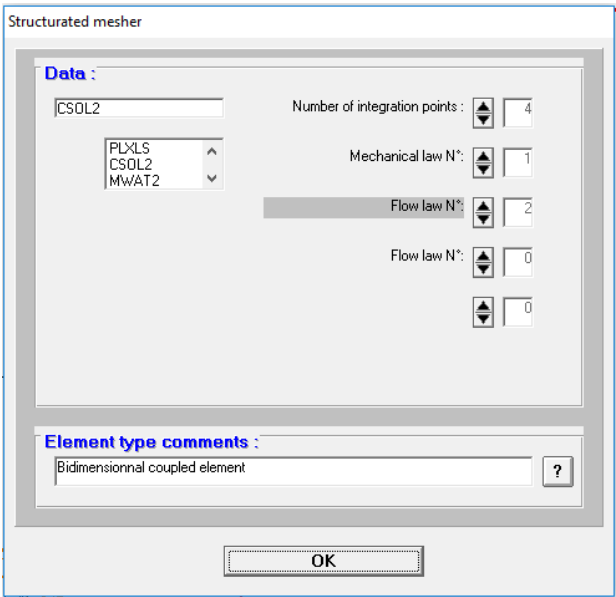 Structurated mesher
Data :
CSOL2
PLXLS
CSOL2
MWAT2
Number of integration points : 4
Mechanical law N°: 1
Flow law N°: 2
Flow law N°: 0
0
Element type comments :
Bidimensionnal coupled element
?
OK